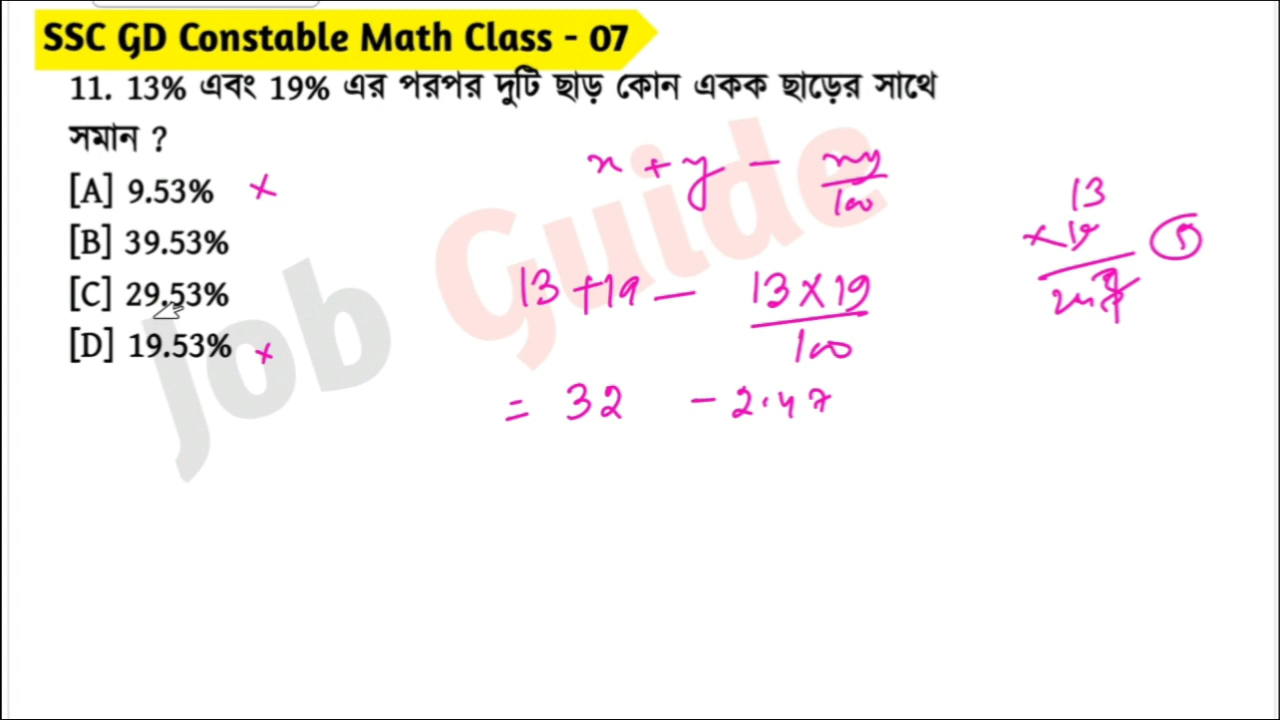 SSC GD Constable Math Class - 07
11. 13% এবং 19% এর পরপর দুটি ছাড় কোন একক ছাড়ের সাথে
সমান ?
[A] 9.53% ×
[B] 39.53%
[C] 29.53%
[D] 19.53% ×
Job Guide
x + y - xy/100
13 + 19 - 13 × 19/100
= 32 - 2.47
13
× 19